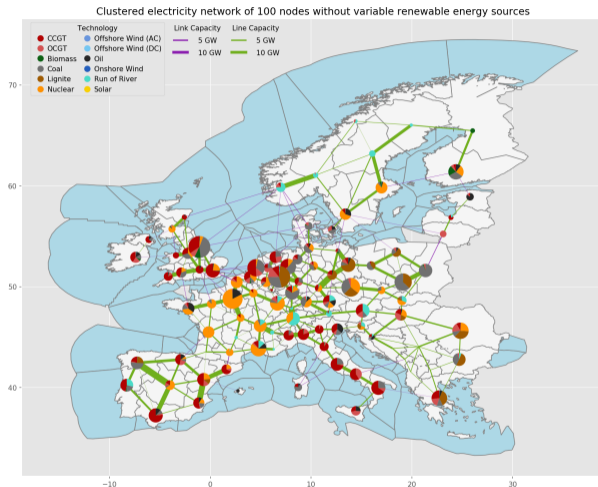 Clustered electricity network of 100 nodes without variable renewable energy sources
Technology
CCGT
OCGT
Biomass
Coal
Lignite
Nuclear
Offshore Wind (AC)
Offshore Wind (DC)
Oil
Onshore Wind
Run of River
Solar
Link Capacity
5 GW
10 GW
Line Capacity
5 GW
10 GW
70
60
50
40
−10
0
10
20
30